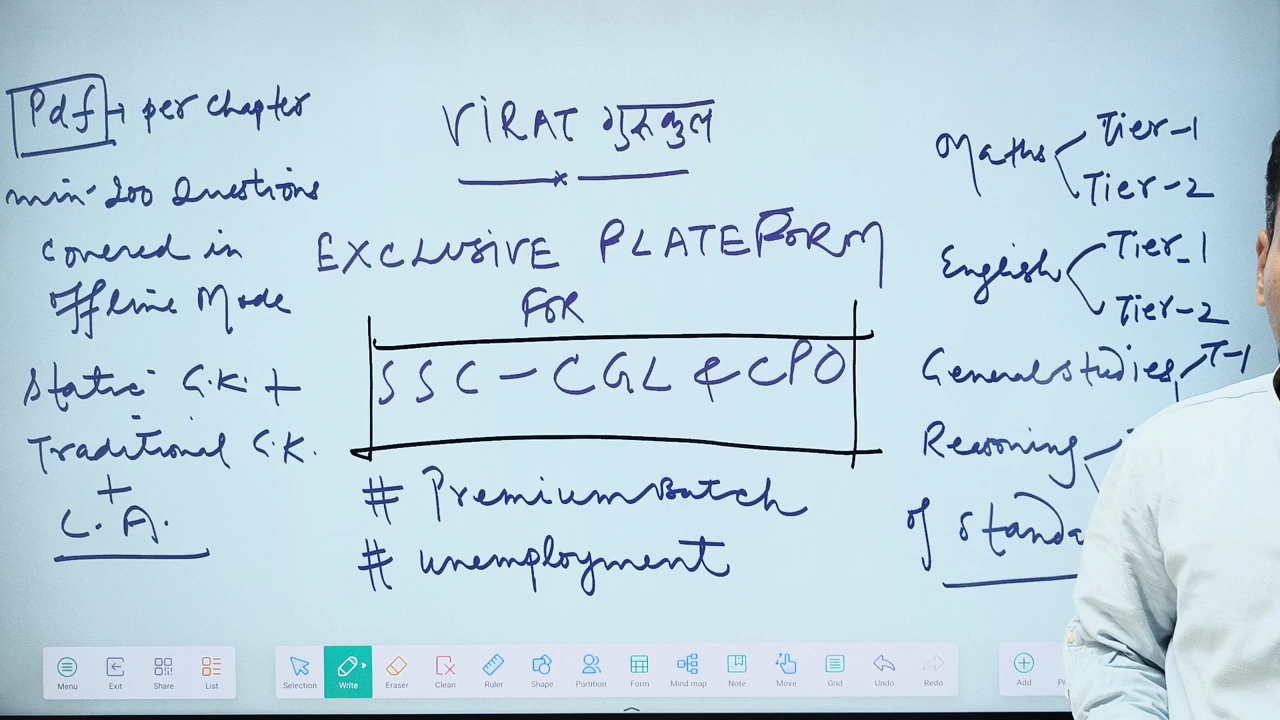 Pdf → per chapter
min. 200 Questions
Covered in
offline Mode
Static G.K. +
Traditional G.K.
+
C. A.
VIRAT गुरुकुल
EXCLUSIVE PLATEFORM
FOR
SSC - CGL & CPO
# Premium Batch
# unemployment
Maths Tier-1
Tier-2
English Tier-1
Tier-2
General studies T-1
Reasoning
of Standa
Menu Exit Share List Selection Write Eraser Clean Ruler Shape Partition Form Mind map Note Move Grid Undo Redo Add